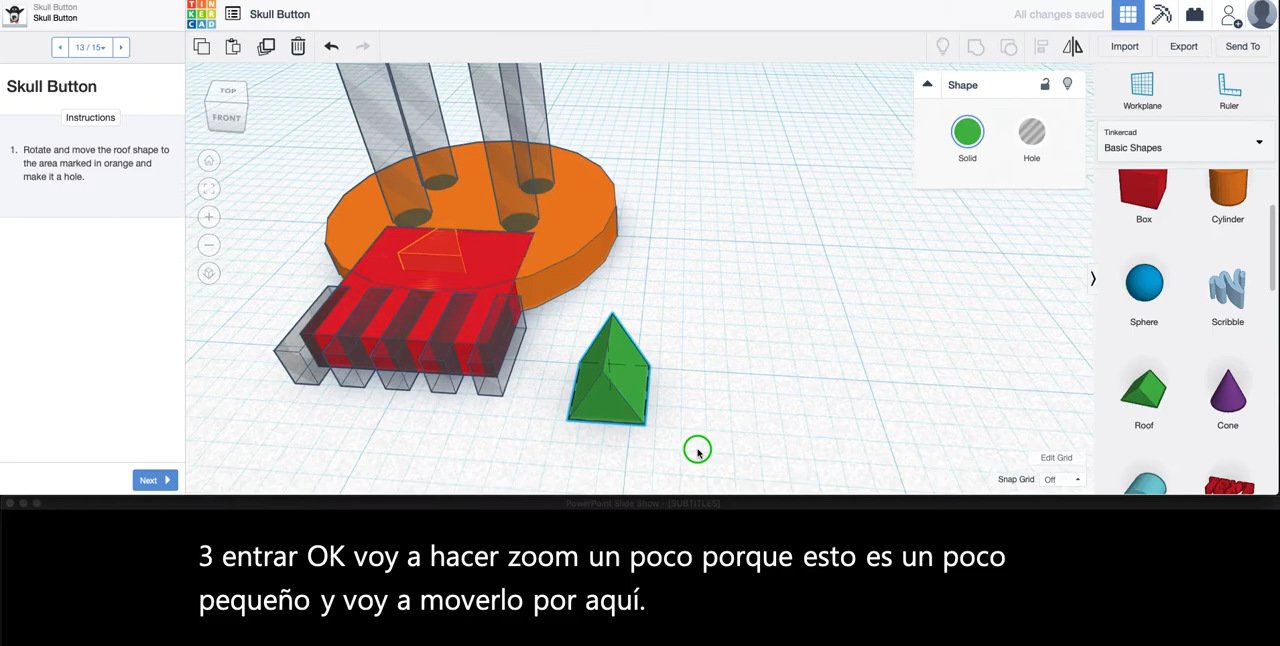 Skull Button
Skull Button
13 / 15
Skull Button
Instructions
1. Rotate and move the roof shape to
the area marked in orange and
make it a hole.
Next
TIN
KER
CAD
Skull Button
All changes saved
Import
Export
Send To
TOP
FRONT
Shape
Solid
Hole
Workplane
Ruler
Tinkercad
Basic Shapes
Box
Cylinder
Sphere
Scribble
Roof
Cone
Edit Grid
Snap Grid
Off
PowerPoint Slide Show - [SUBTITLES]
3 entrar OK voy a hacer zoom un poco porque esto es un poco
pequeño y voy a moverlo por aquí.